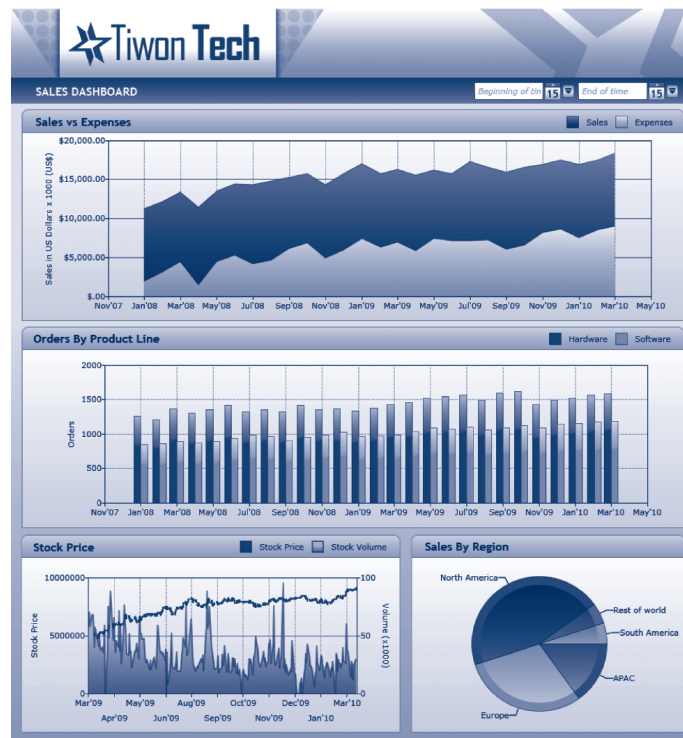 Tiwon Tech
SALES DASHBOARD
Beginning of tin 15 End of time 15
Sales vs Expenses
Sales Expenses
Sales in US Dollars x 1000 (US$)
$20,000.00
$15,000.00
$10,000.00
$5,000.00
$.00
Nov'07 Jan'08 Mar'08 May'08 Jul'08 Sep'08 Nov'08 Jan'09 Mar'09 May'09 Jul'09 Sep'09 Nov'09 Jan'10 Mar'10 May'10
Orders By Product Line
Hardware Software
Orders
2000
1500
1000
500
0
Nov'07 Jan'08 Mar'08 May'08 Jul'08 Sep'08 Nov'08 Jan'09 Mar'09 May'09 Jul'09 Sep'09 Nov'09 Jan'10 Mar'10 May'10
Stock Price
Stock Price Stock Volume
Stock Price
10000000
5000000
0
100
50
0
Volume (x1000)
Mar'09 May'09 Aug'09 Oct'09 Dec'09 Mar'10
Apr'09 Jun'09 Sep'09 Nov'09 Jan'10
Sales By Region
North America
Rest of world
South America
APAC
Europe